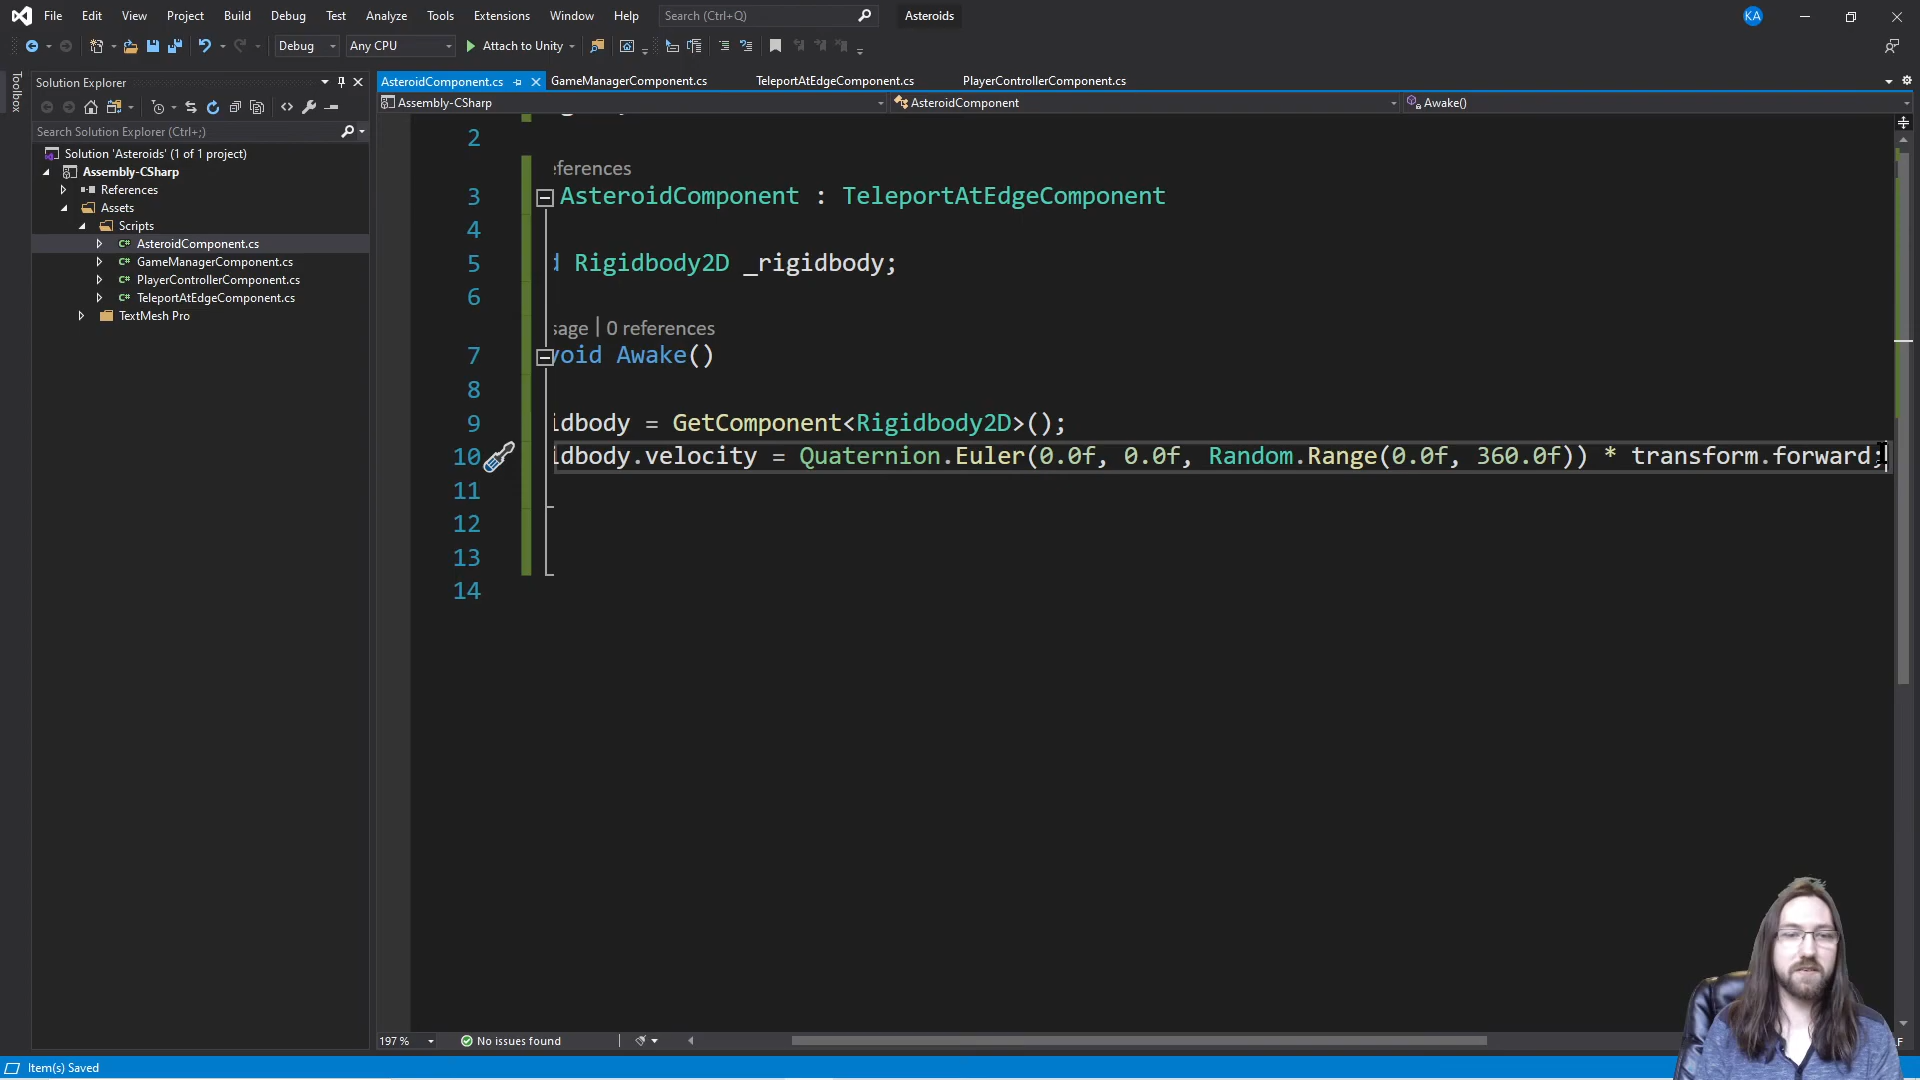 File Edit View Project Build Debug Test Analyze Tools Extensions Window Help Search (Ctrl+Q) Asteroids KA
Debug Any CPU Attach to Unity
Toolbox
Solution Explorer
Search Solution Explorer (Ctrl+;)
Solution 'Asteroids' (1 of 1 project)
Assembly-CSharp
References
Assets
Scripts
C# AsteroidComponent.cs
C# GameManagerComponent.cs
C# PlayerControllerComponent.cs
C# TeleportAtEdgeComponent.cs
TextMesh Pro
AsteroidComponent.cs GameManagerComponent.cs TeleportAtEdgeComponent.cs PlayerControllerComponent.cs
Assembly-CSharp AsteroidComponent Awake()
2
eferences
3 AsteroidComponent : TeleportAtEdgeComponent
4
5 d Rigidbody2D _rigidbody;
6
sage | 0 references
7 void Awake()
8
9 idbody = GetComponent<Rigidbody2D>();
10 idbody.velocity = Quaternion.Euler(0.0f, 0.0f, Random.Range(0.0f, 360.0f)) * transform.forward;
11
12
13
14
197 % No issues found
Item(s) Saved